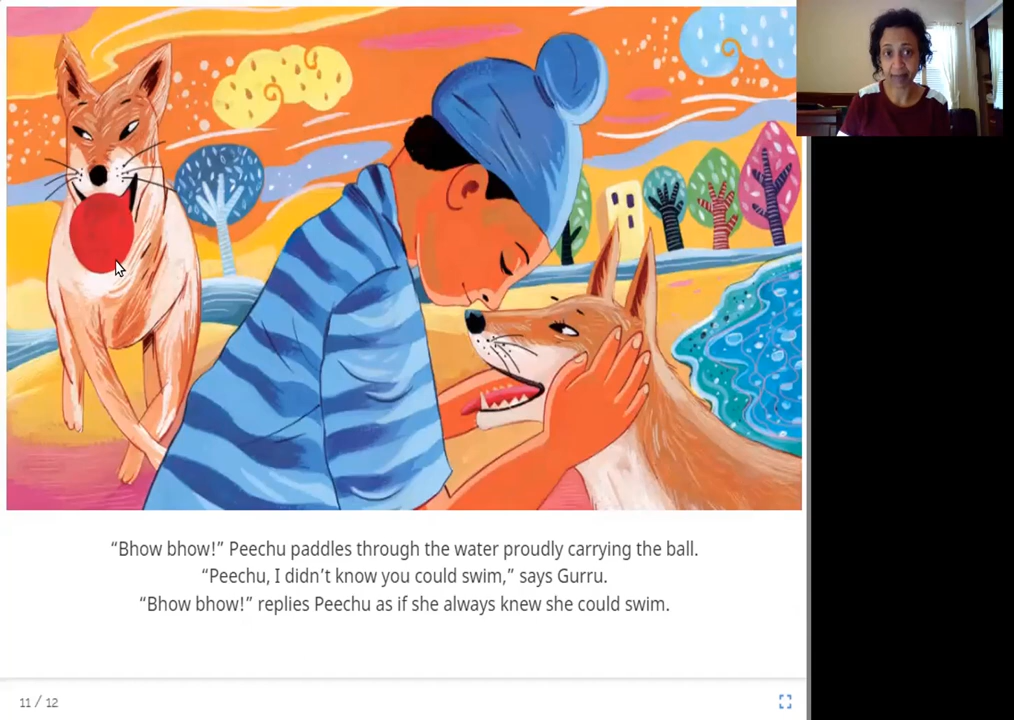 “Bhow bhow!” Peechu paddles through the water proudly carrying the ball.
“Peechu, I didn’t know you could swim,” says Gurru.
“Bhow bhow!” replies Peechu as if she always knew she could swim.
11 / 12